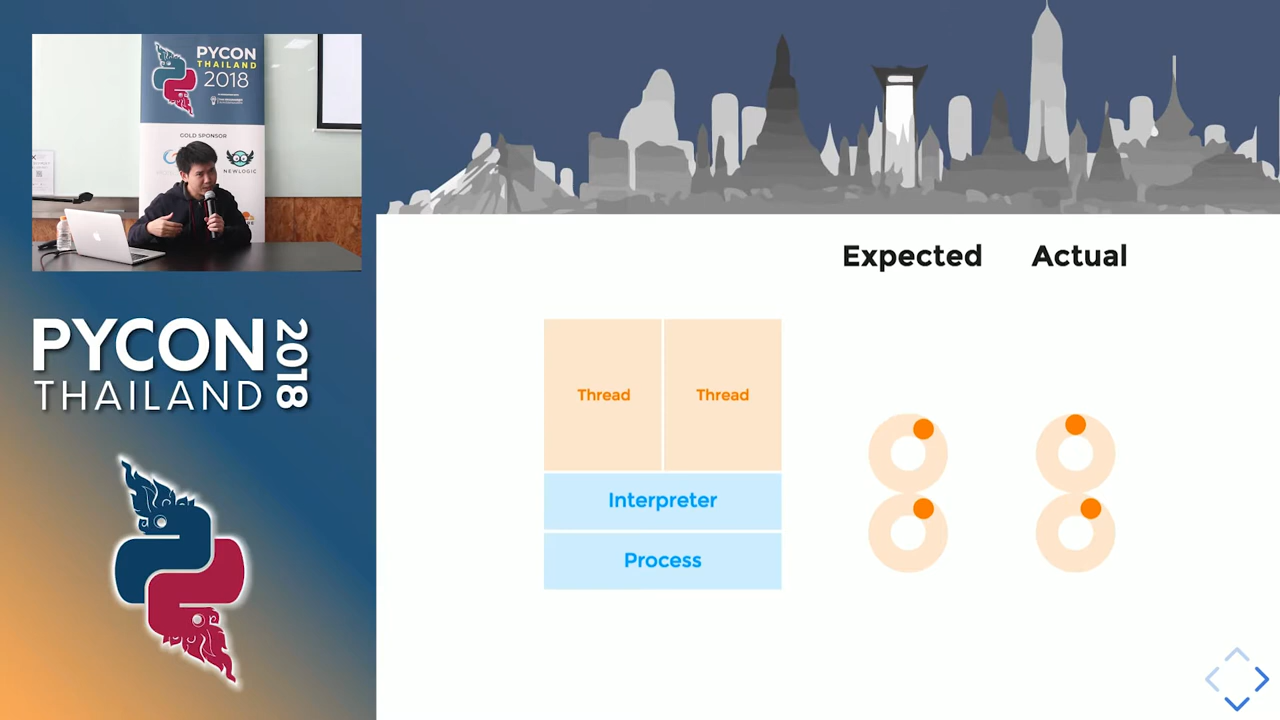 PYCON
THAILAND
2018
GOLD SPONSOR
NEWLOGIC
PYCON 2018
THAILAND
Expected
Actual
Thread
Thread
Interpreter
Process